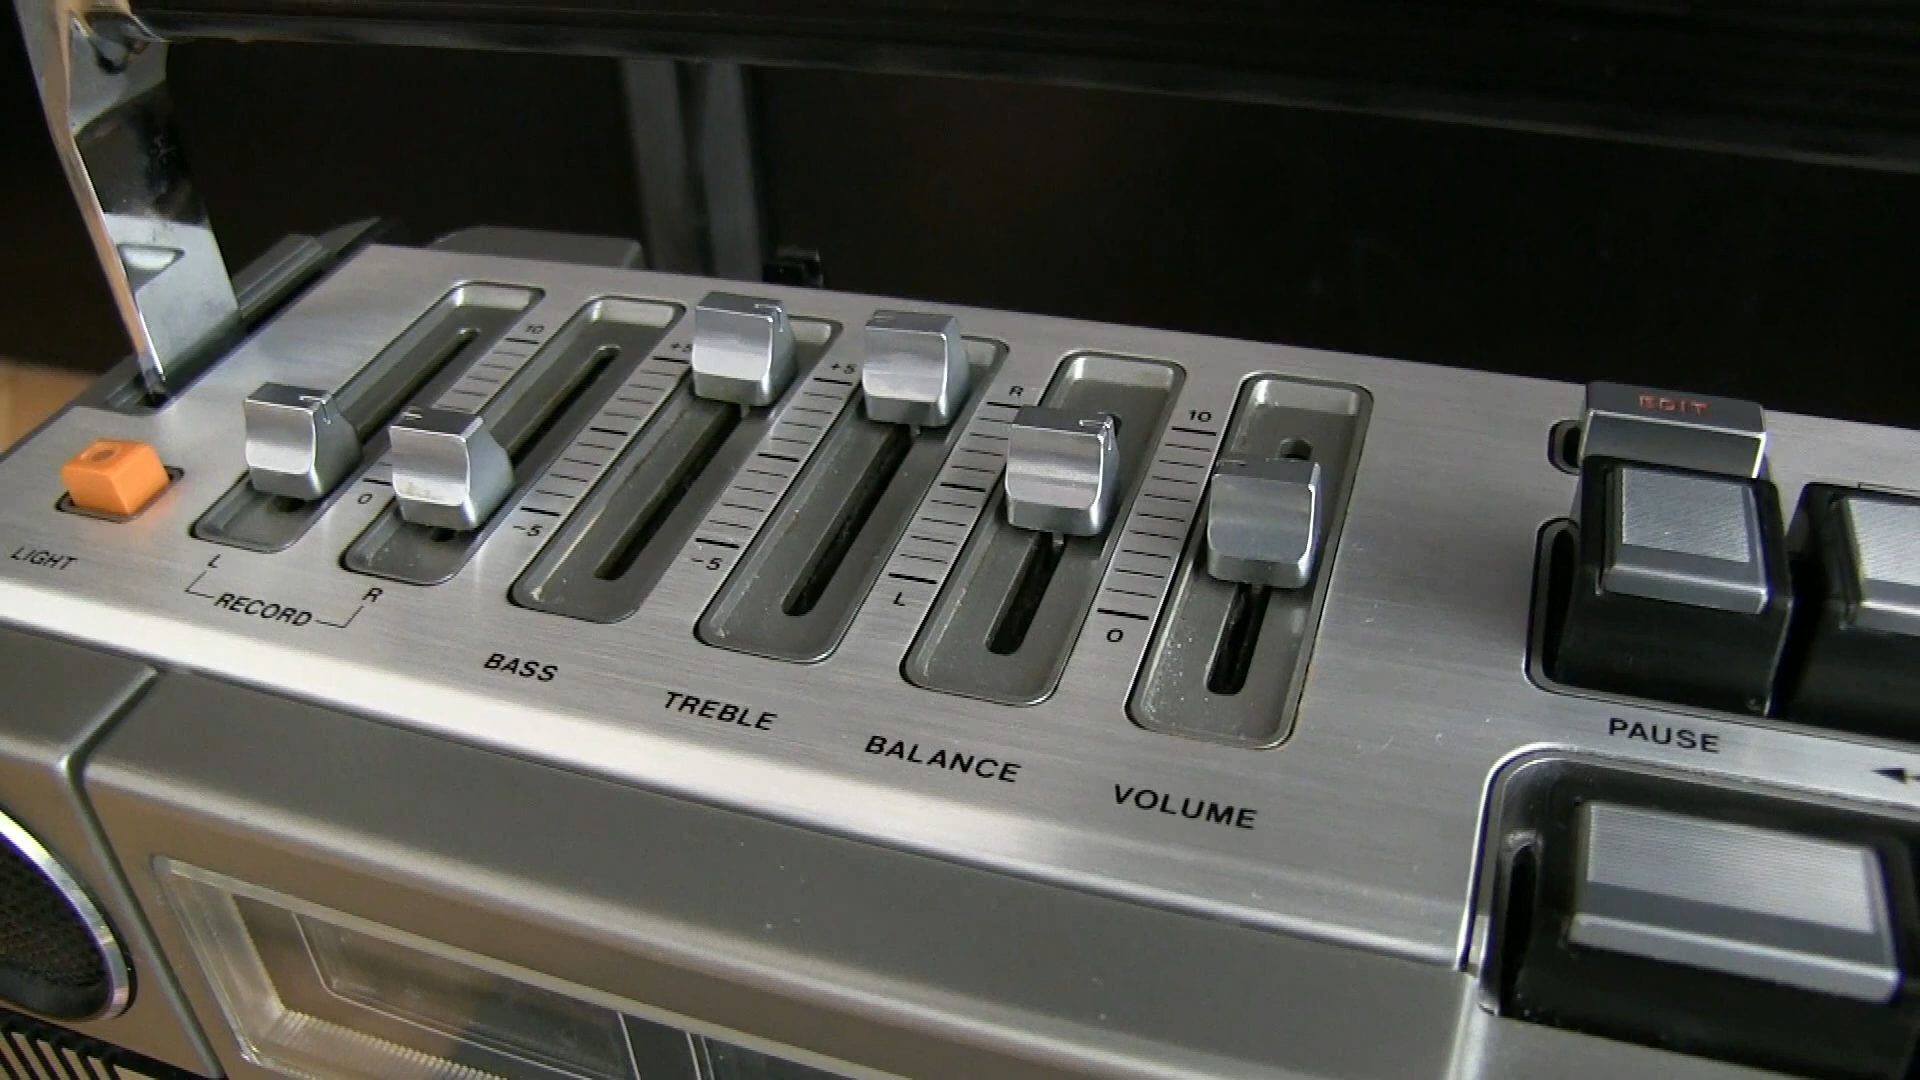 EDIT
10
+5
+5
R
10
0
-5
-5
L
0
LIGHT
L
R
RECORD
BASS
TREBLE
BALANCE
VOLUME
PAUSE